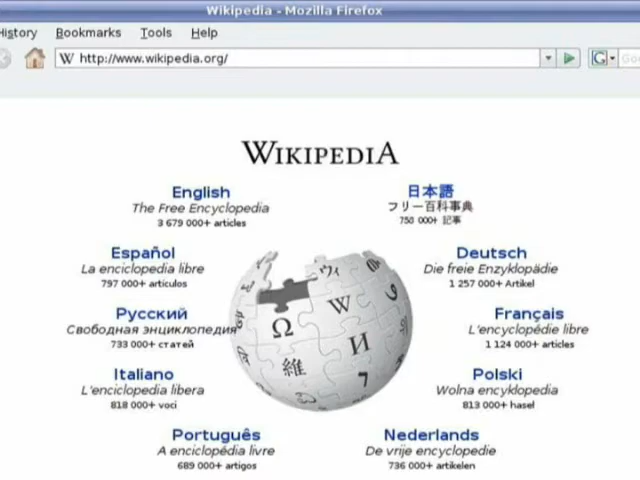 Wikipedia - Mozilla Firefox
History Bookmarks Tools Help
W http://www.wikipedia.org/ G
WIKIPEDIA
English
The Free Encyclopedia
3 679 000+ articles
日本語
フリー百科事典
750 000+ 記事
Español
La enciclopedia libre
797 000+ artículos
Deutsch
Die freie Enzyklopädie
1 257 000+ Artikel
Русский
Свободная энциклопедия
733 000+ статей
Français
L'encyclopédie libre
1 124 000+ articles
Italiano
L'enciclopedia libera
818 000+ voci
Polski
Wolna encyklopedia
813 000+ haseł
Português
A enciclopédia livre
689 000+ artigos
Nederlands
De vrije encyclopedie
736 000+ artikelen
ウィ
W
Ω
И
維